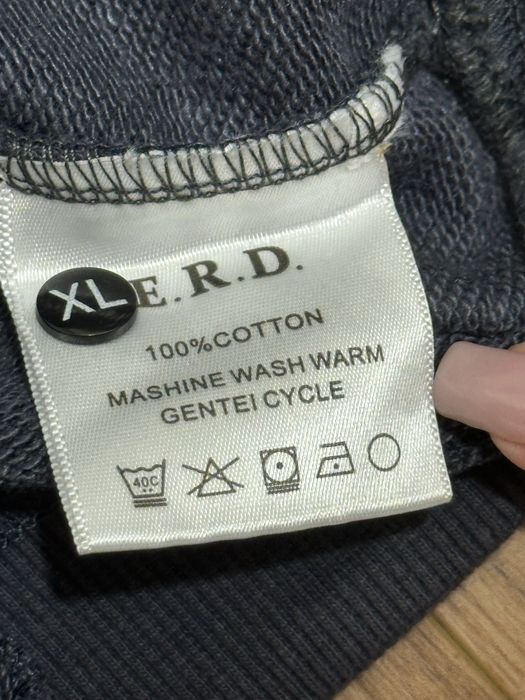 XL
E.R.D.
100%COTTON
MASHINE WASH WARM
GENTEI CYCLE
40C